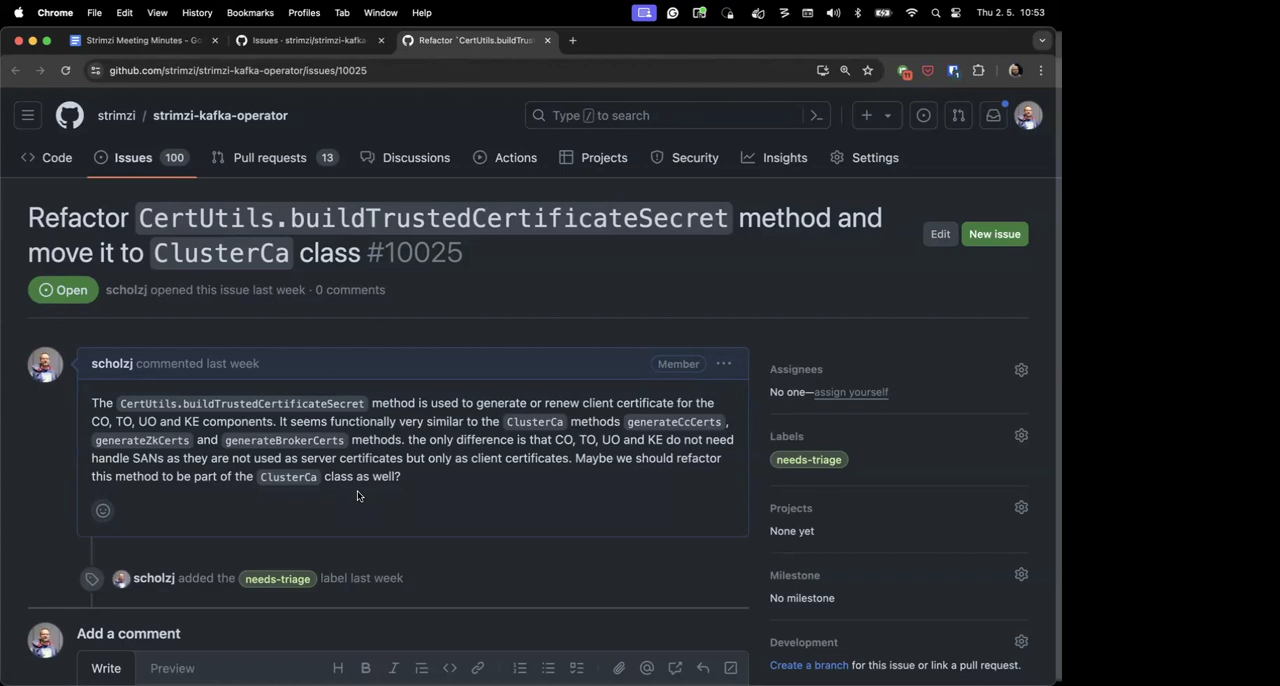 Chrome File Edit View History Bookmarks Profiles Tab Window Help Thu 2. 5. 10:53
Strimzi Meeting Minutes - Go Issues · strimzi/strimzi-kafka- Refactor `CertUtils.buildTrus
github.com/strimzi/strimzi-kafka-operator/issues/10025
strimzi / strimzi-kafka-operator Type / to search
Code Issues 100 Pull requests 13 Discussions Actions Projects Security Insights Settings
Refactor CertUtils.buildTrustedCertificateSecret method and
move it to ClusterCa class #10025
Edit New issue
Open scholzj opened this issue last week · 0 comments
scholzj commented last week Member
The CertUtils.buildTrustedCertificateSecret method is used to generate or renew client certificate for the
CO, TO, UO and KE components. It seems functionally very similar to the ClusterCa methods generateCcCerts,
generateZkCerts and generateBrokerCerts methods. the only difference is that CO, TO, UO and KE do not need
handle SANs as they are not used as server certificates but only as client certificates. Maybe we should refactor
this method to be part of the ClusterCa class as well?
scholzj added the needs-triage label last week
Add a comment
Write Preview
Assignees
No one—assign yourself
Labels
needs-triage
Projects
None yet
Milestone
No milestone
Development
Create a branch for this issue or link a pull request.